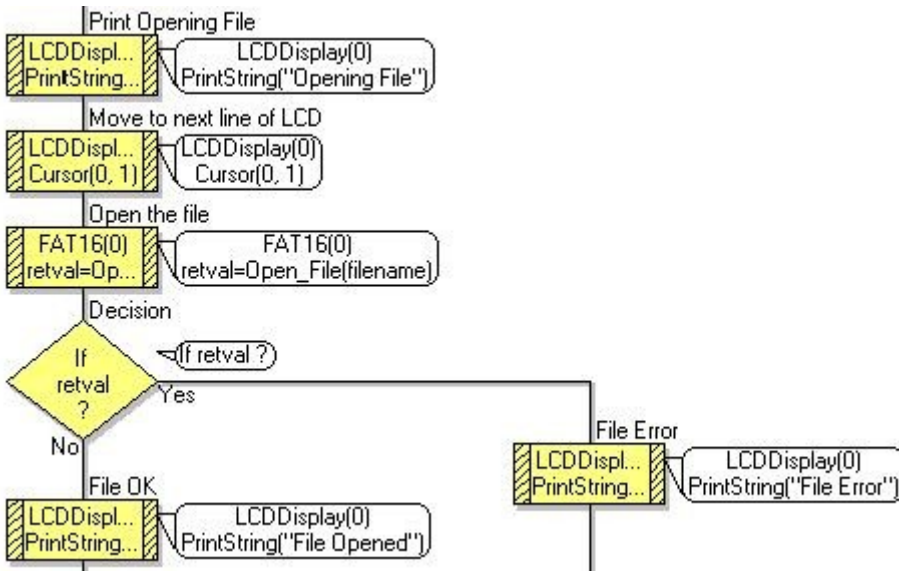 Print Opening File
LCDDispl...
PrintString...
LCDDisplay(0)
PrintString("Opening File")
Move to next line of LCD
LCDDispl...
Cursor(0, 1)
LCDDisplay(0)
Cursor(0, 1)
Open the file
FAT16(0)
retval=Op...
FAT16(0)
retval=Open_File(filename)
Decision
If
retval
?
If retval ?
Yes
No
File Error
LCDDispl...
PrintString...
LCDDisplay(0)
PrintString("File Error")
File OK
LCDDispl...
PrintString...
LCDDisplay(0)
PrintString("File Opened")